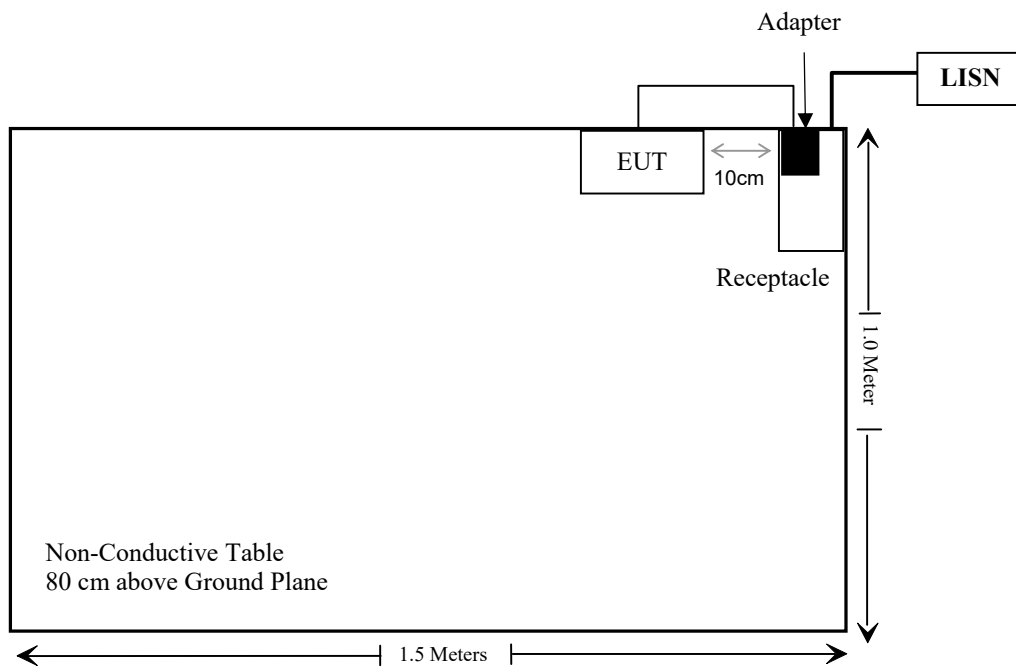 Adapter
LISN
EUT
10cm
Receptacle
1.0 Meter
Non-Conductive Table
80 cm above Ground Plane
1.5 Meters